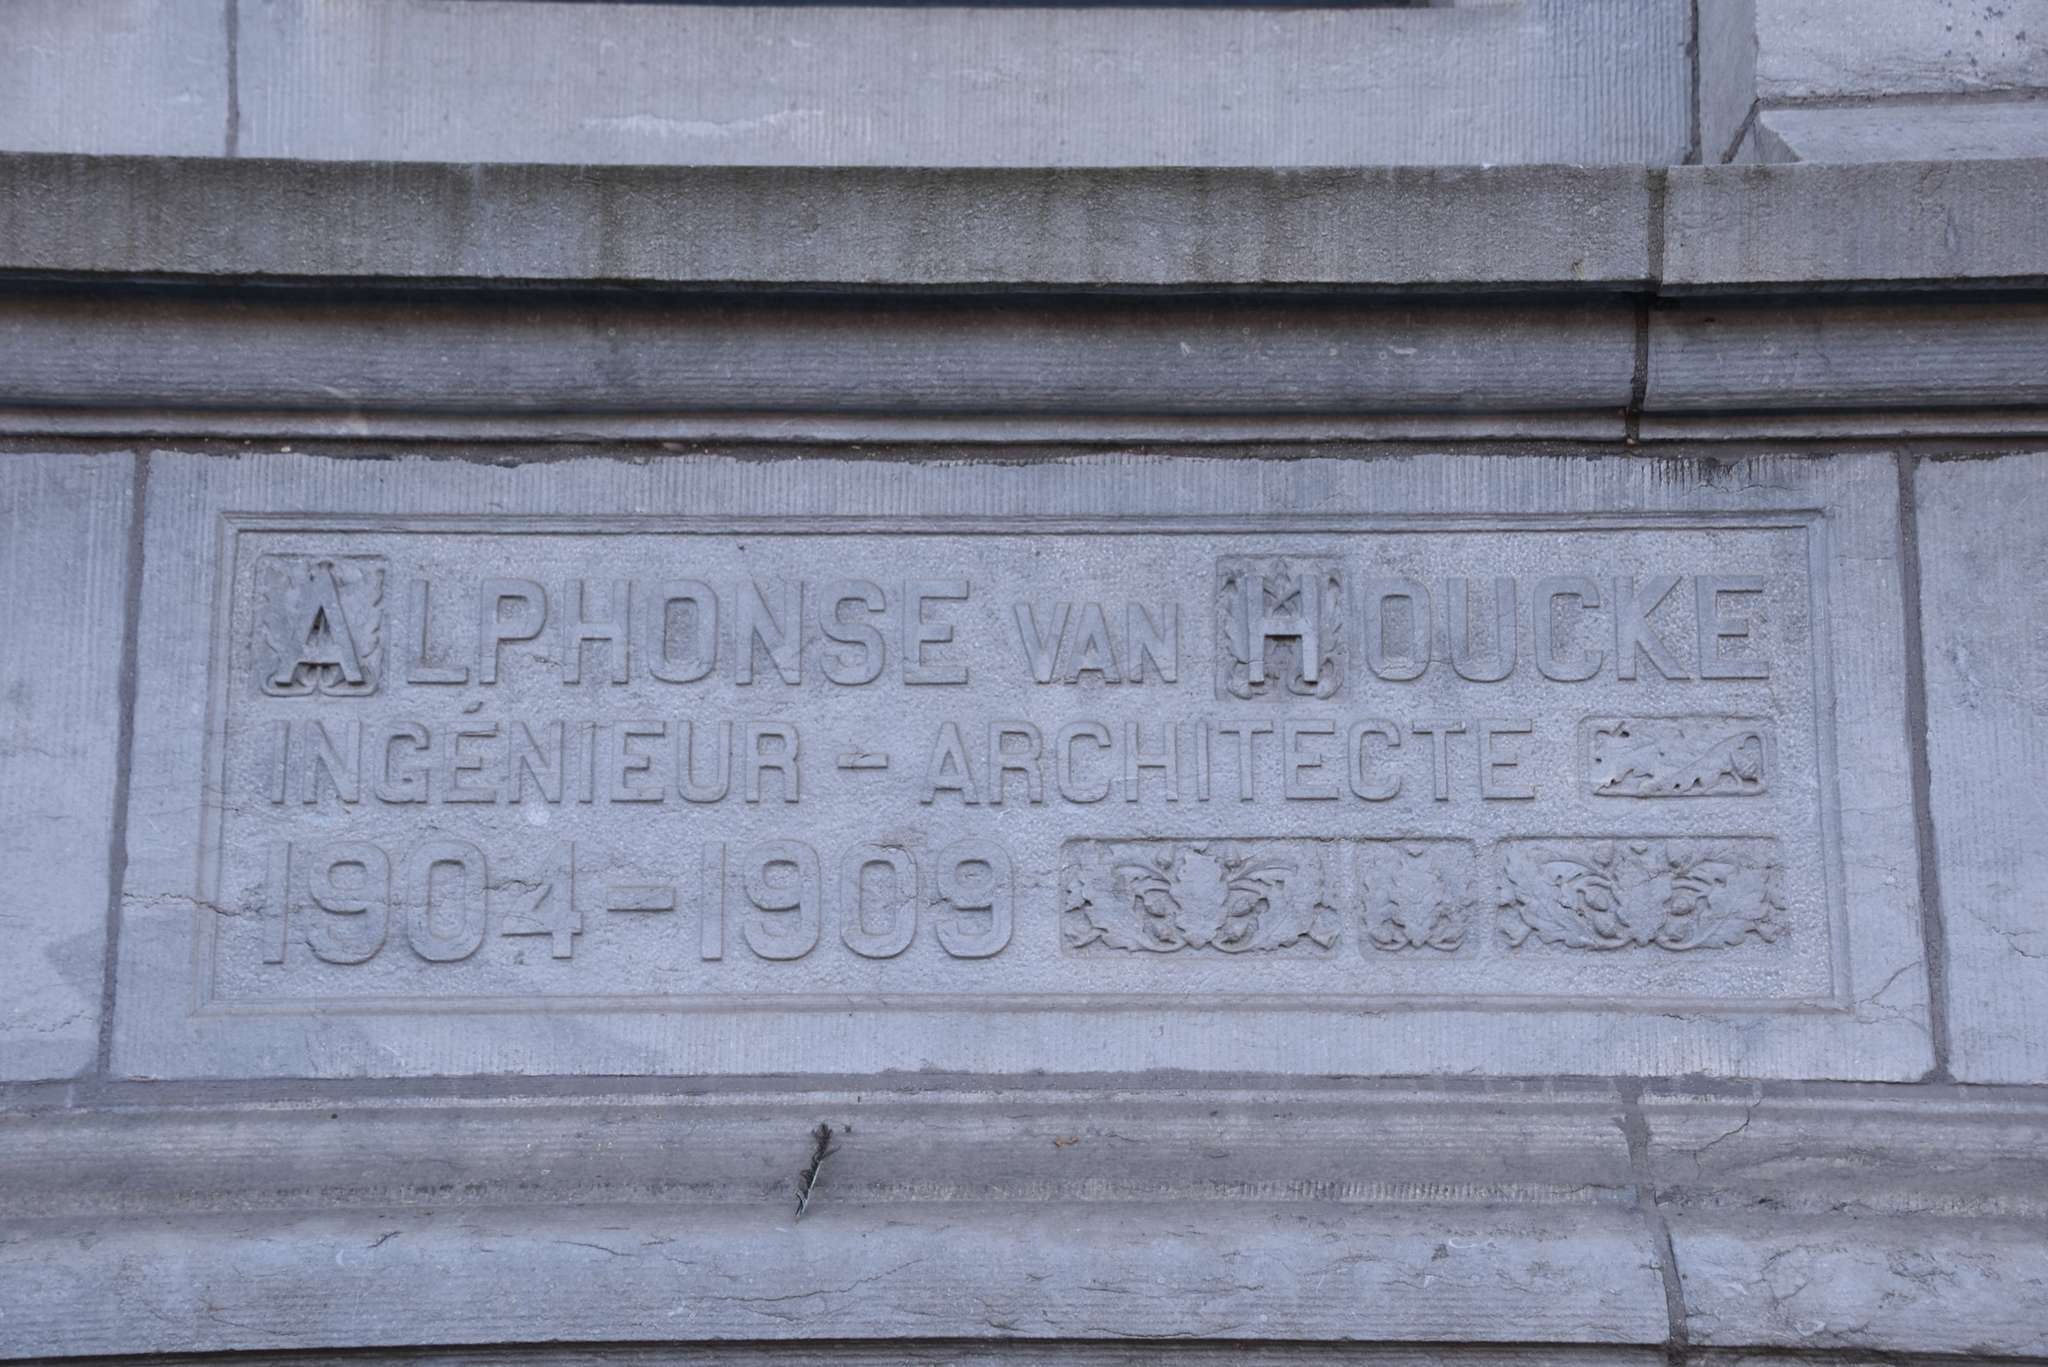 ALPHONSE VAN HOUCKE
INGÉNIEUR - ARCHITECTE
1904-1909